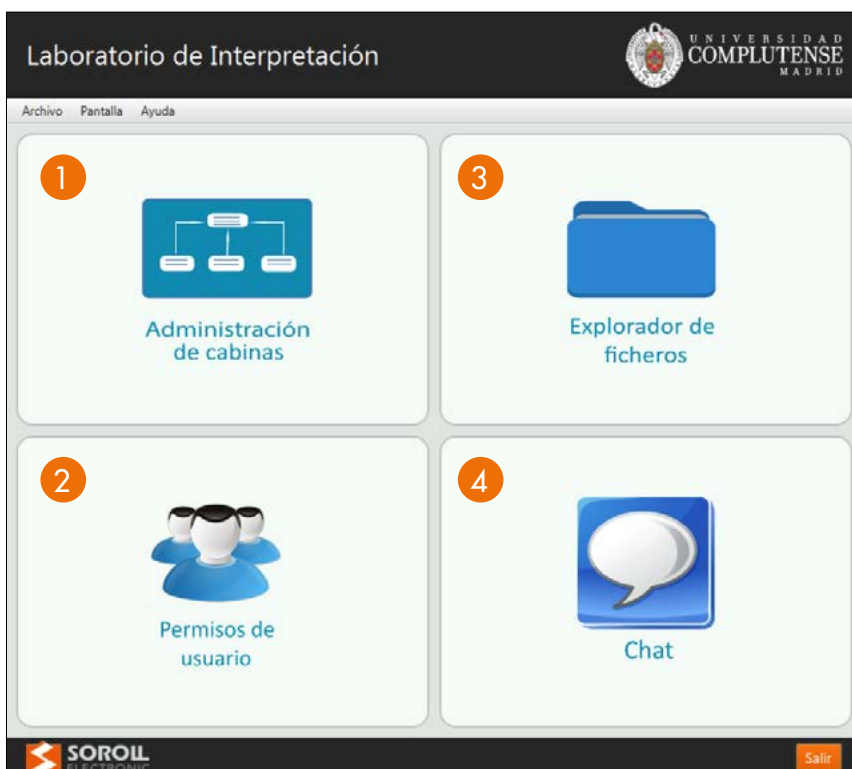 Laboratorio de Interpretación
UNIVERSIDAD
COMPLUTENSE
MADRID
Archivo Pantalla Ayuda
1
Administración
de cabinas
3
Explorador de
ficheros
2
Permisos de
usuario
4
Chat
SOROLL
ELECTRONIC
Salir